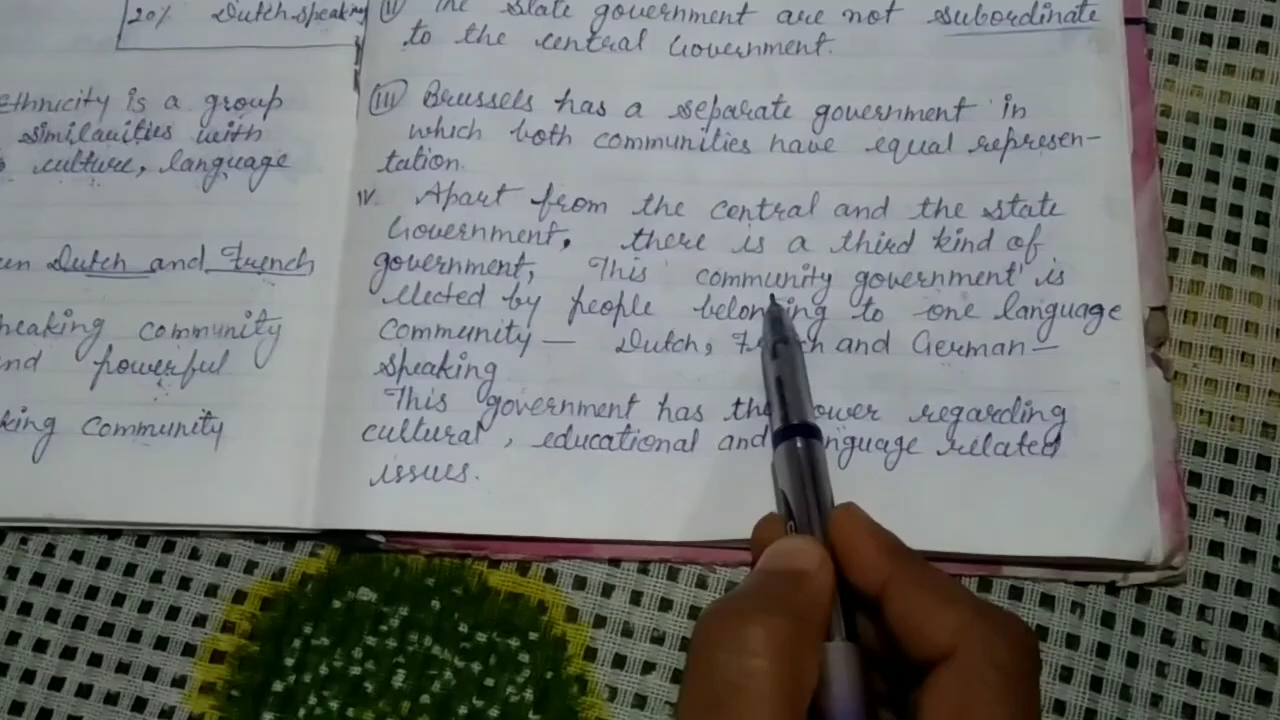 20% Dutch-speaking
ethnicity is a group
similarities with
culture, language
Dutch and French
speaking community
and powerful
king community
(ii) The state government are not subordinate
to the central Government.
(iii) Brussels has a separate government in
which both communities have equal represen-
tation.
iv. Apart from the central and the state
Government, there is a third kind of
government, This 'community government' is
elected by people belonging to one language
community — Dutch, French and German —
speaking
This government has the power regarding
cultural, educational and language related
issues.